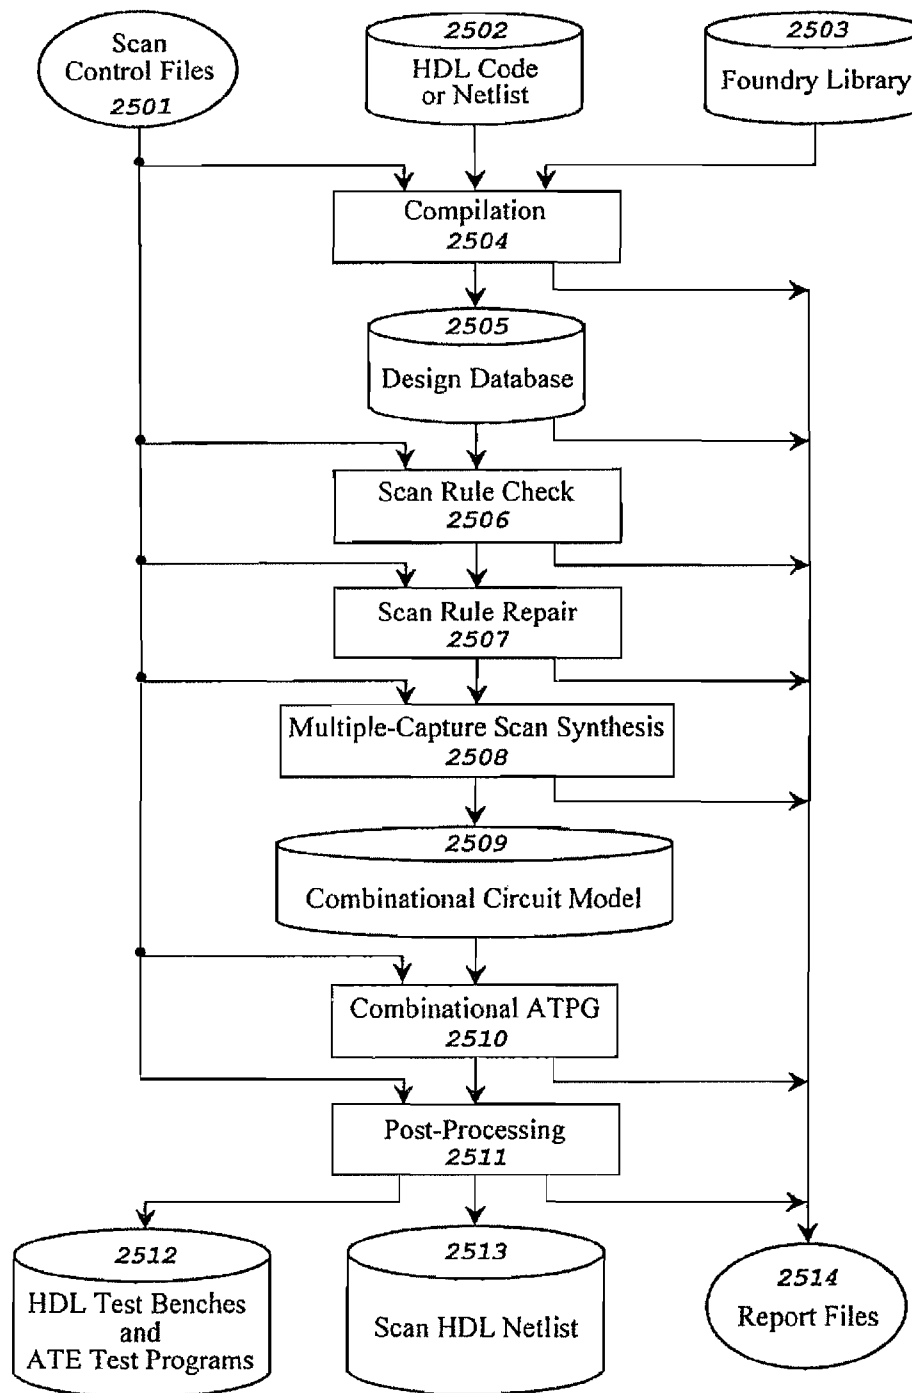 Scan
Control Files
2501
2502
HDL Code
or Netlist
2503
Foundry Library
Compilation
2504
2505
Design Database
Scan Rule Check
2506
Scan Rule Repair
2507
Multiple-Capture Scan Synthesis
2508
2509
Combinational Circuit Model
Combinational ATPG
2510
Post-Processing
2511
2512
HDL Test Benches
and
ATE Test Programs
2513
Scan HDL Netlist
2514
Report Files